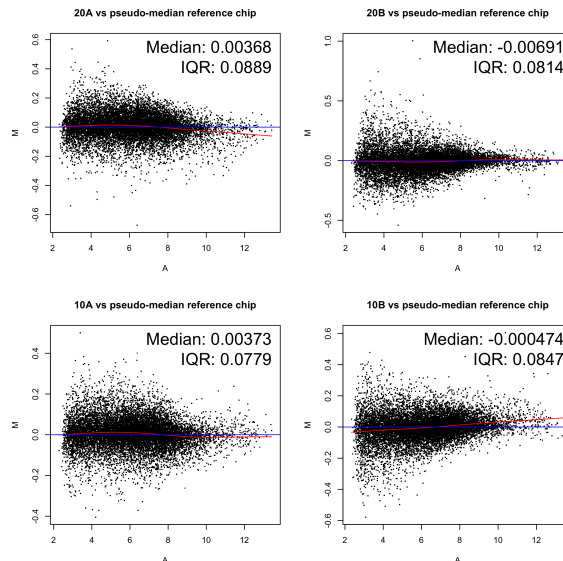 20A vs pseudo-median reference chip
Median: 0.00368
IQR: 0.0889
M
0.6
0.4
0.2
0.0
-0.2
-0.4
-0.6
2 4 6 8 10 12
A
20B vs pseudo-median reference chip
Median: -0.00691
IQR: 0.0814
M
1.0
0.5
0.0
-0.5
2 4 6 8 10 12
A
10A vs pseudo-median reference chip
Median: 0.00373
IQR: 0.0779
M
0.4
0.2
0.0
-0.2
-0.4
2 4 6 8 10 12
A
10B vs pseudo-median reference chip
Median: -0.000474
IQR: 0.0847
M
0.6
0.4
0.2
0.0
-0.2
-0.4
-0.6
2 4 6 8 10 12
A